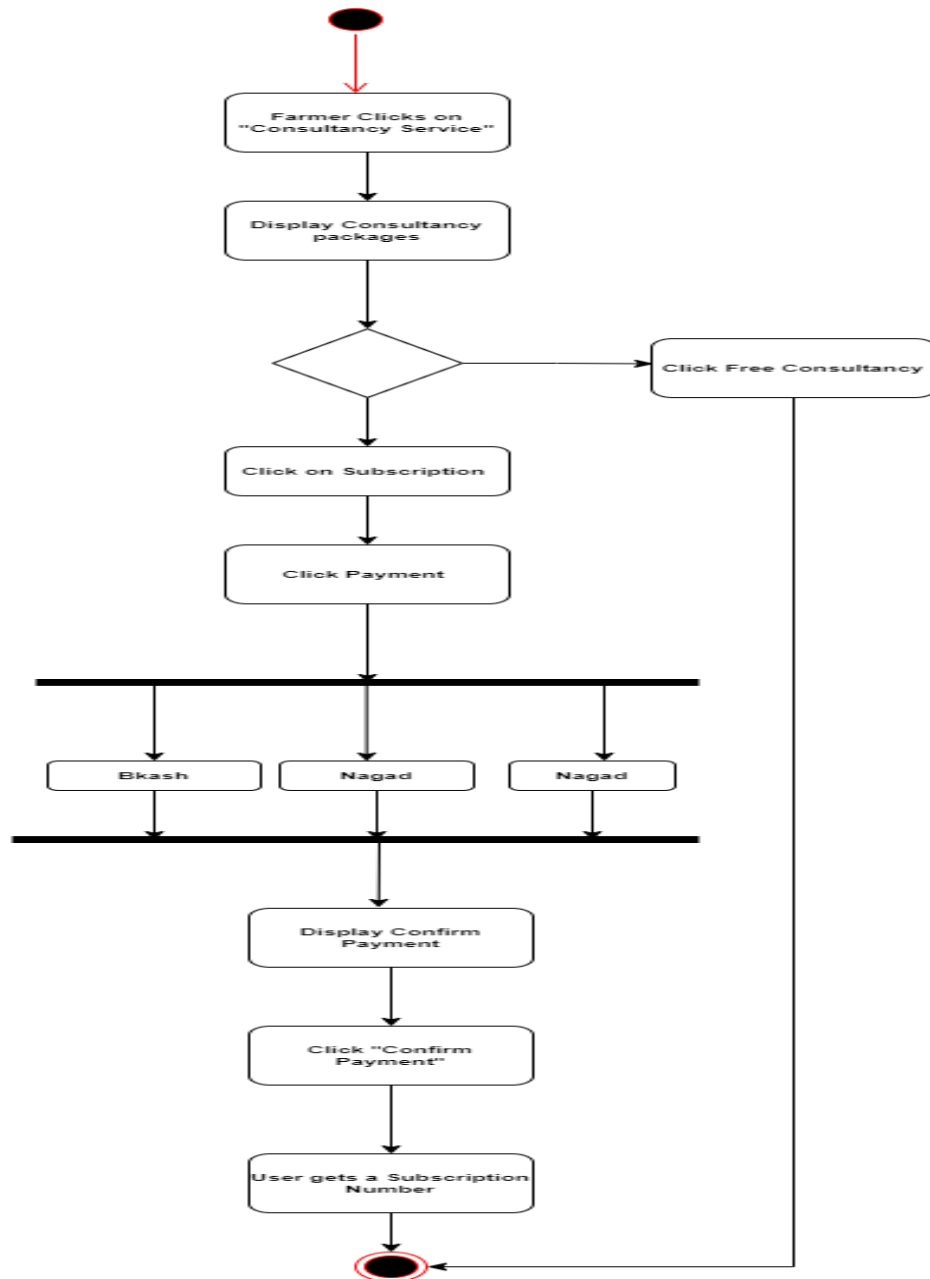 Farmer Clicks on
"Consultancy Service"
Display Consultancy
packages
Click Free Consultancy
Click on Subscription
Click Payment
Bkash
Nagad
Nagad
Display Confirm
Payment
Click "Confirm
Payment"
User gets a Subscription
Number